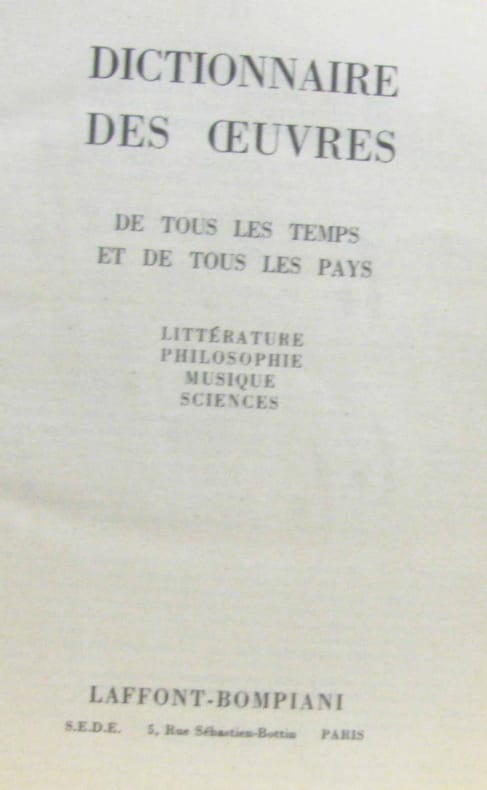 DICTIONNAIRE
DES ŒUVRES
DE TOUS LES TEMPS
ET DE TOUS LES PAYS
LITTÉRATURE
PHILOSOPHIE
MUSIQUE
SCIENCES
LAFFONT-BOMPIANI
S.E.D.E. 5, Rue Sébastien-Bottin PARIS